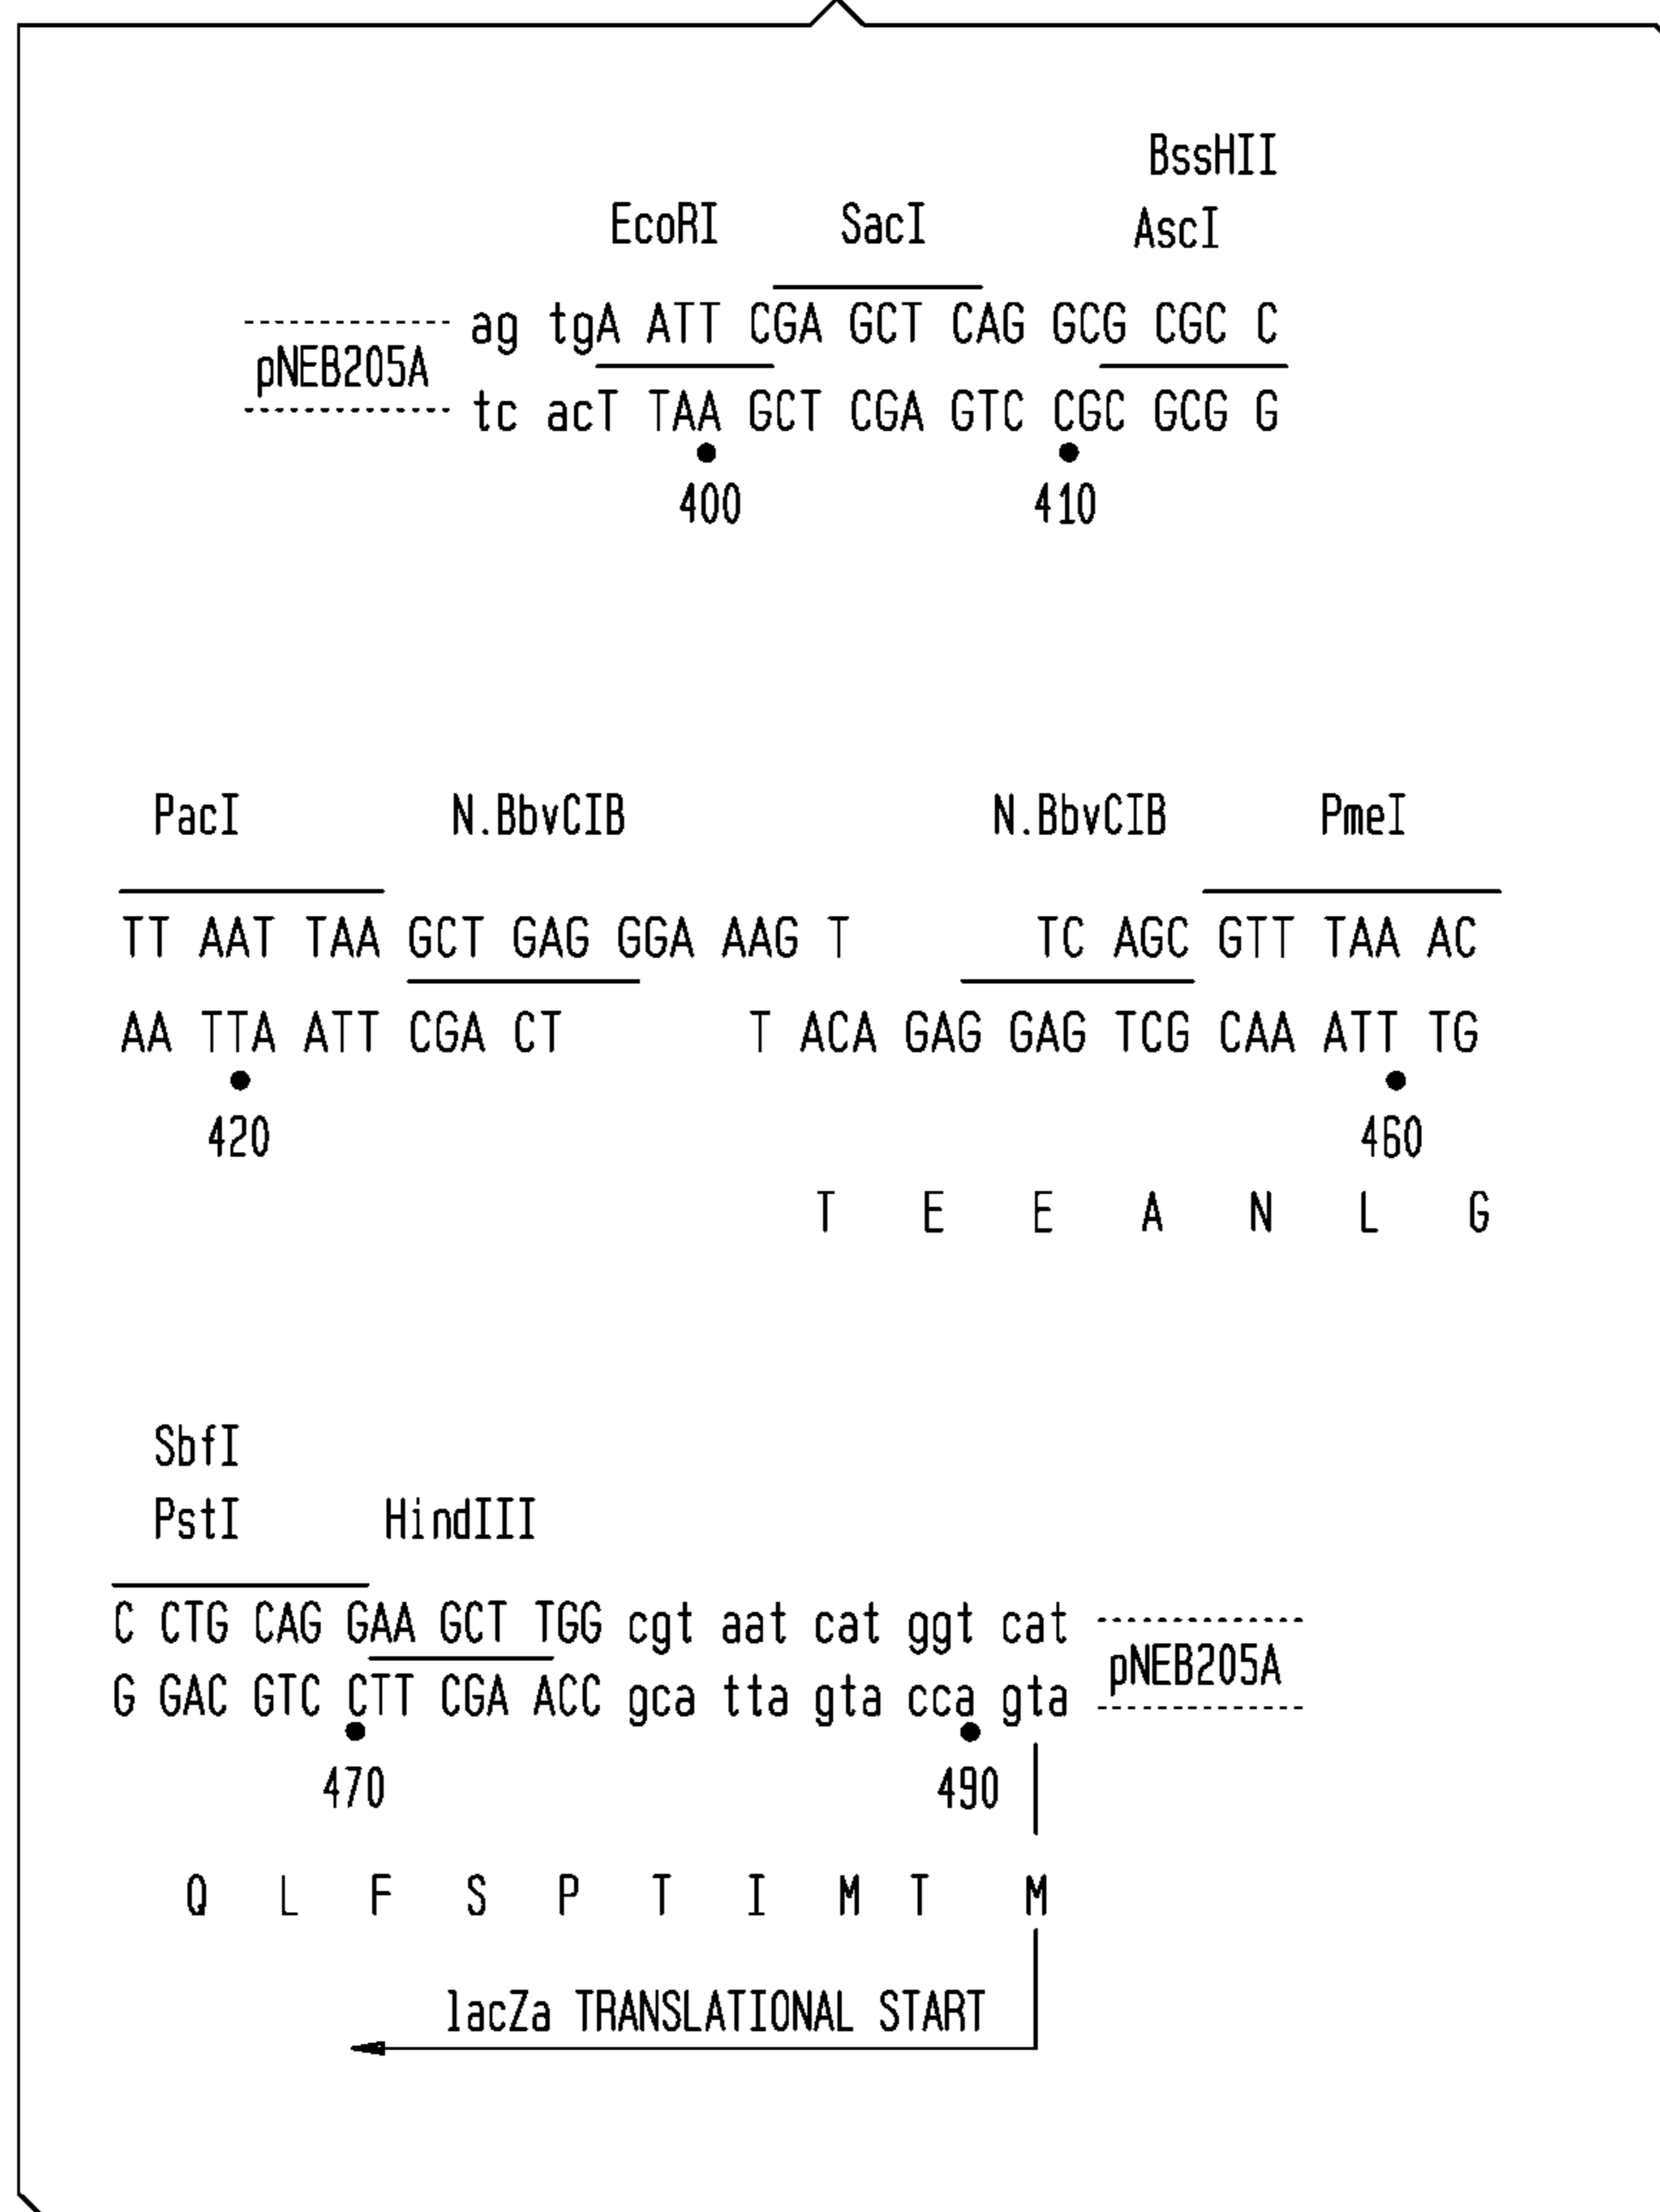 BssHII
EcoRI SacI AscI
ag tgA ATT CGA GCT CAG GCG CGC C
pNEB205A
tc acT TAA GCT CGA GTC CGC GCG G
400 410
PacI N.BbvCIB N.BbvCIB PmeI
TT AAT TAA GCT GAG GGA AAG T TC AGC GTT TAA AC
AA TTA ATT CGA CT T ACA GAG GAG TCG CAA ATT TG
420 460
T E E A N L G
SbfI
PstI HindIII
C CTG CAG GAA GCT TGG cgt aat cat ggt cat
pNEB205A
G GAC GTC CTT CGA ACC gca tta gta cca gta
470 490
Q L F S P T I M T M
lacZa TRANSLATIONAL START